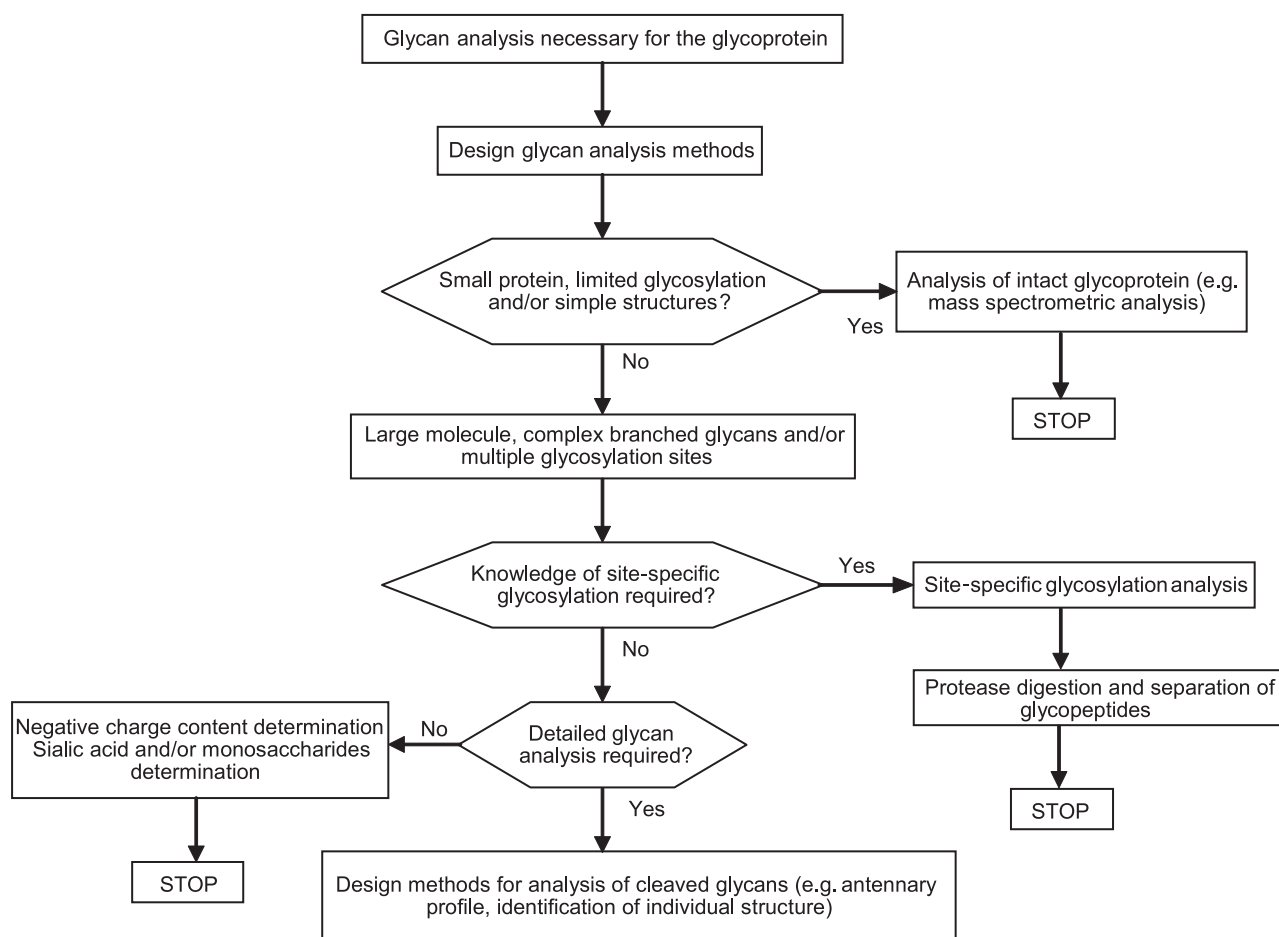 Glycan analysis necessary for the glycoprotein
Design glycan analysis methods
Small protein, limited glycosylation
and/or simple structures?
Yes
Analysis of intact glycoprotein (e.g.
mass spectrometric analysis)
STOP
No
Large molecule, complex branched glycans and/or
multiple glycosylation sites
Knowledge of site-specific
glycosylation required?
Yes
Site-specific glycosylation analysis
Protease digestion and separation of
glycopeptides
STOP
No
Detailed glycan
analysis required?
No
Negative charge content determination
Sialic acid and/or monosaccharides
determination
STOP
Yes
Design methods for analysis of cleaved glycans (e.g. antennary
profile, identification of individual structure)